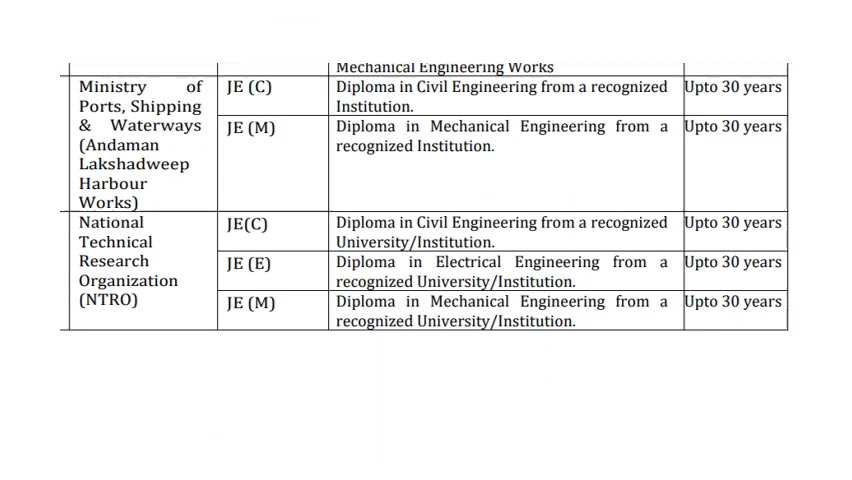 Mechanical Engineering Works
Ministry of Ports, Shipping & Waterways (Andaman Lakshadweep Harbour Works)
JE (C)
Diploma in Civil Engineering from a recognized
Institution.
Upto 30 years
JE (M)
Diploma in Mechanical Engineering from a
recognized Institution.
Upto 30 years
National
Technical
Research
Organization
(NTRO)
JE(C)
Diploma in Civil Engineering from a recognized
University/Institution.
Upto 30 years
JE (E)
Diploma in Electrical Engineering from a
recognized University/Institution.
Upto 30 years
JE (M)
Diploma in Mechanical Engineering from a
recognized University/Institution.
Upto 30 years